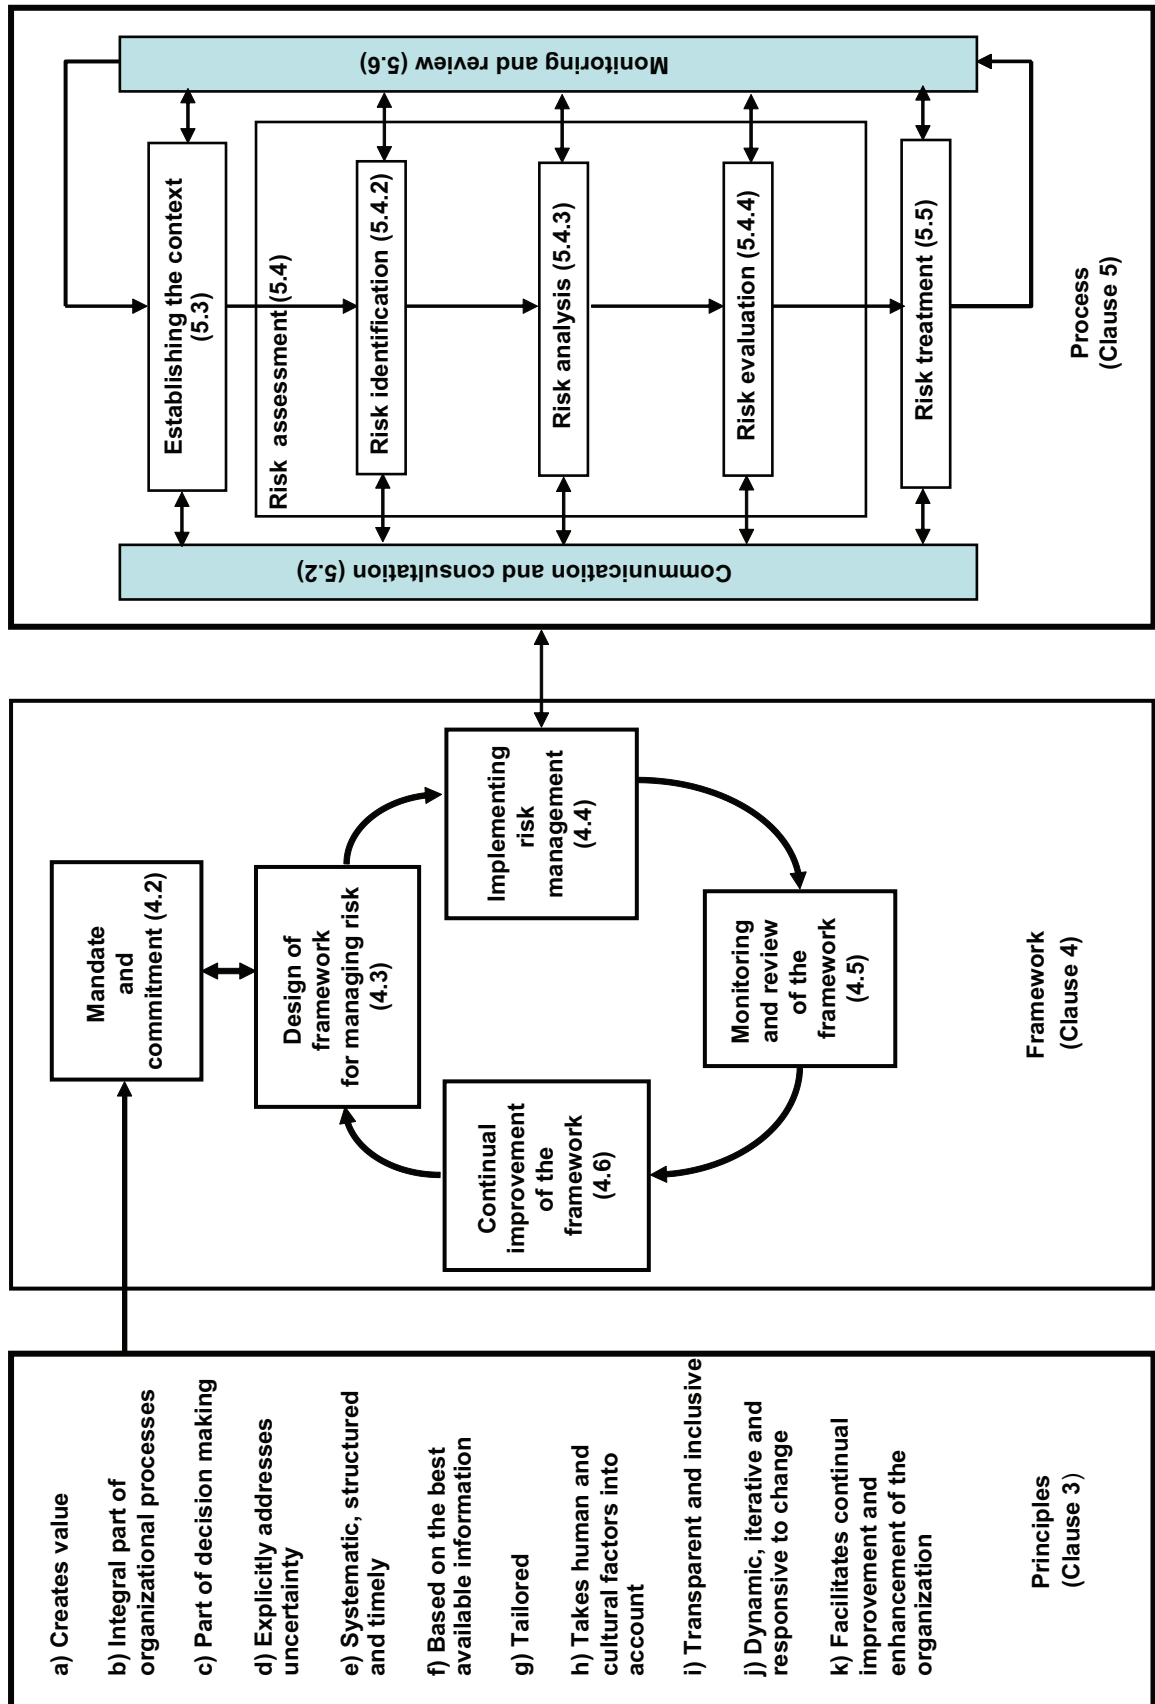 a) Creates value
b) Integral part of
organizational processes
c) Part of decision making
d) Explicitly addresses
uncertainty
e) Systematic, structured
and timely
f) Based on the best
available information
g) Tailored
h) Takes human and
cultural factors into
account
i) Transparent and inclusive
j) Dynamic, iterative and
responsive to change
k) Facilitates continual
improvement and
enhancement of the
organization
Principles
(Clause 3)
Mandate
and
commitment (4.2)
Design of
framework
for managing risk
(4.3)
Implementing
risk
management
(4.4)
Continual
improvement
of the
framework
(4.6)
Monitoring
and review
of the
framework
(4.5)
Framework
(Clause 4)
Communication and consultation (5.2)
Establishing the context
(5.3)
Risk assessment (5.4)
Risk identification (5.4.2)
Risk analysis (5.4.3)
Risk evaluation (5.4.4)
Risk treatment (5.5)
Monitoring and review (5.6)
Process
(Clause 5)